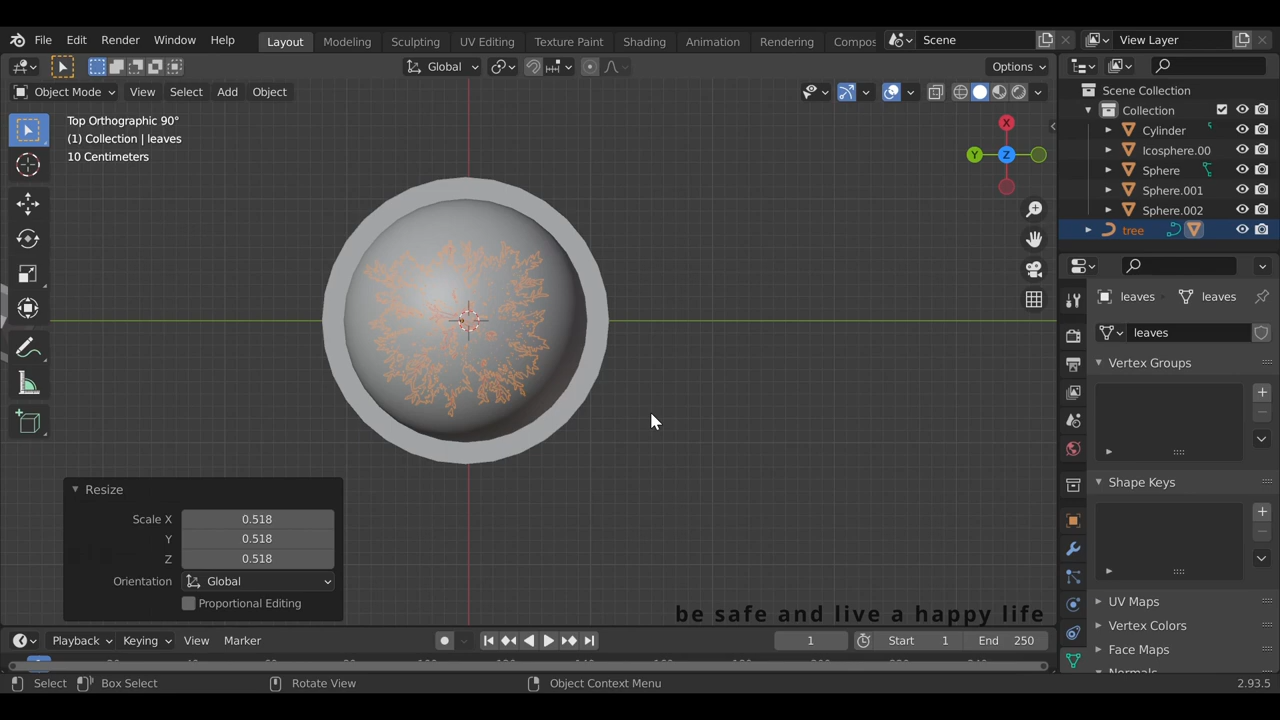 File Edit Render Window Help Layout Modeling Sculpting UV Editing Texture Paint Shading Animation Rendering Compos Scene View Layer
Global Options
Object Mode View Select Add Object
Top Orthographic 90°
(1) Collection | leaves
10 Centimeters
X
Y
Z
Scene Collection
Collection
Cylinder
Icosphere.00
Sphere
Sphere.001
Sphere.002
tree
leaves leaves
leaves
Vertex Groups
Shape Keys
UV Maps
Vertex Colors
Face Maps
Resize
Scale X 0.518
Y 0.518
Z 0.518
Orientation Global
Proportional Editing
be safe and live a happy life
Playback Keying View Marker 1 Start 1 End 250
Select Box Select Rotate View Object Context Menu 2.93.5